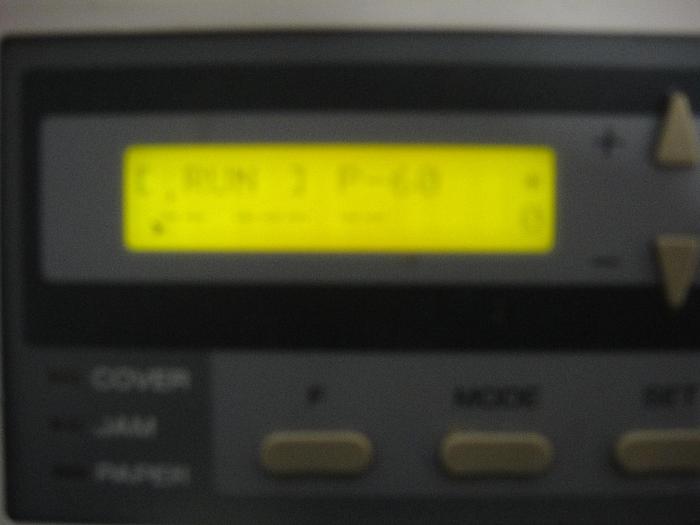 [ RUN ] P-60
+
-
COVER
JAM
PAPER
F
MODE
SET